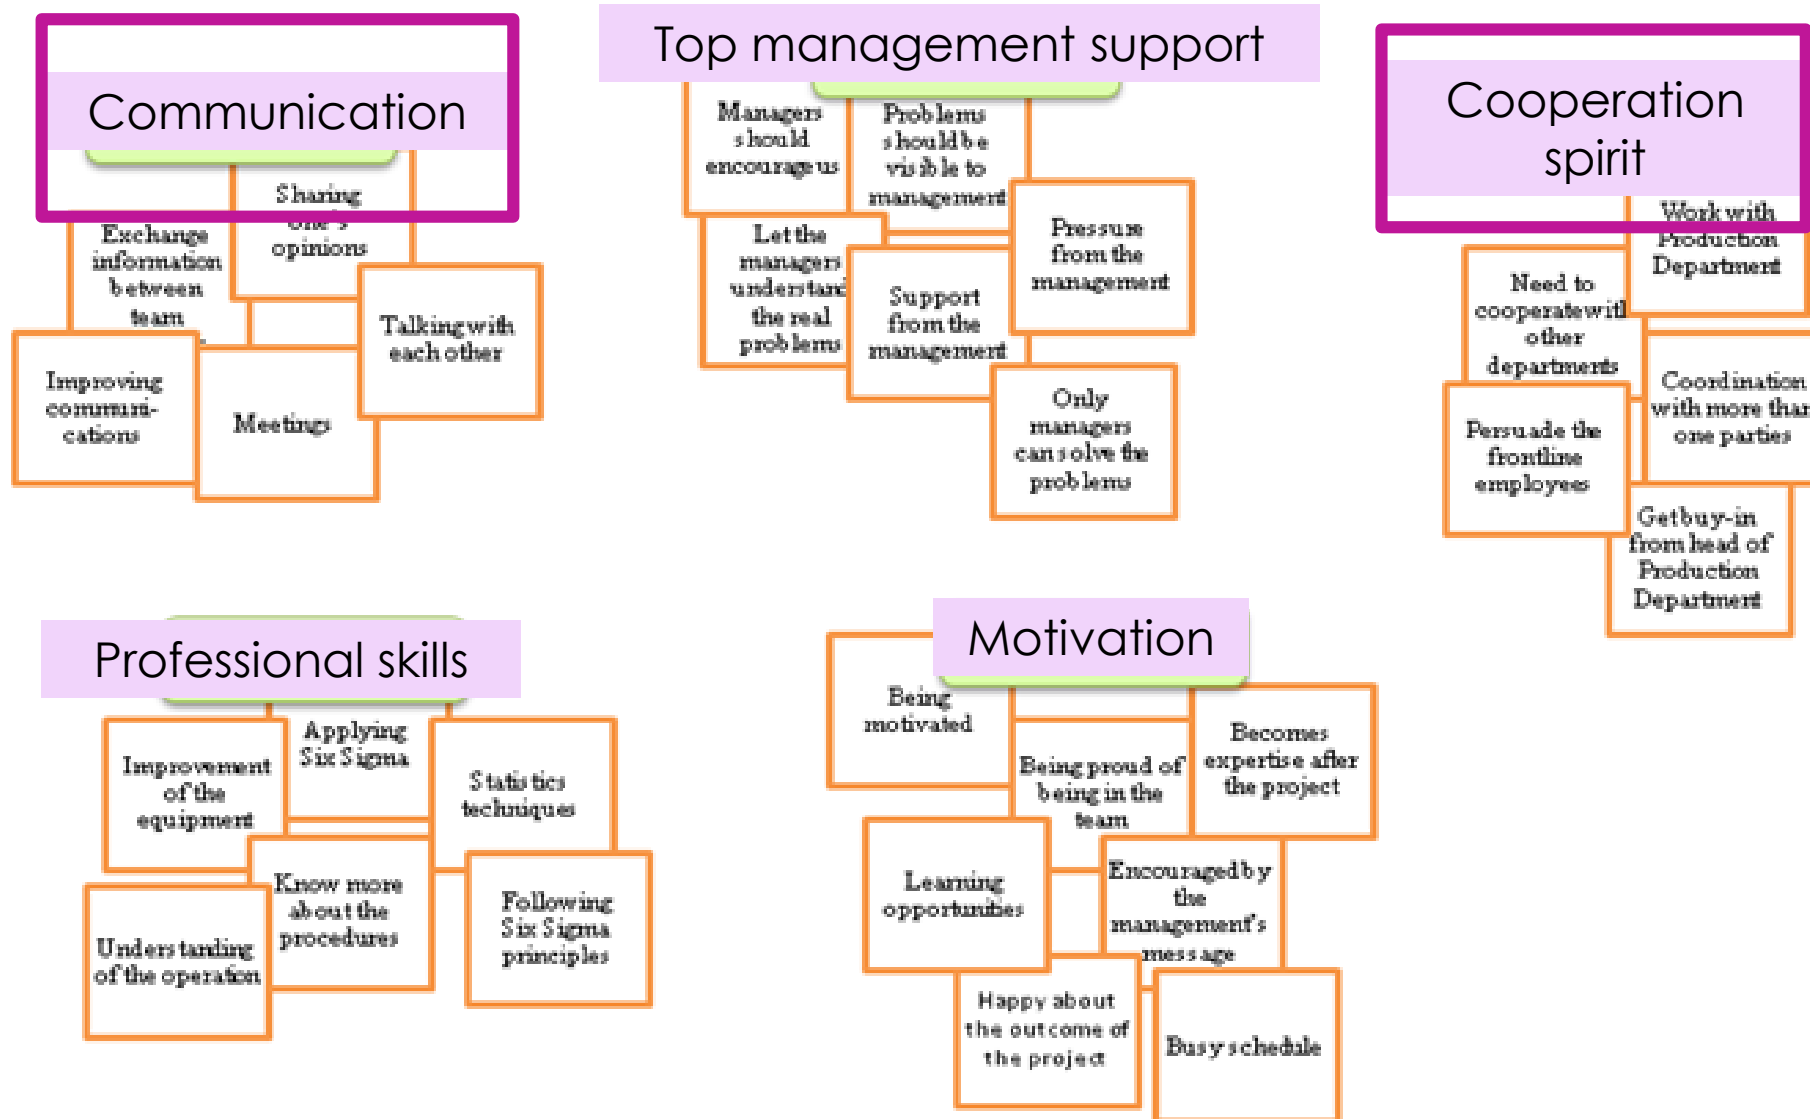 Communication
Sharing
one's
opinions
Exchange
information
between
team
Talking with
each other
Improving
communi-
cations
Meetings
Top management support
Managers
should
encourage us
Problems
should be
visible to
management
Let the
managers
understand
the real
problems
Support
from the
management
Pressure
from the
management
Only
managers
can solve the
problems
Cooperation
spirit
Work with
Production
Department
Need to
cooperate with
other
departments
Coordination
with more than
one parties
Persuade the
frontline
employees
Get buy-in
from head of
Production
Department
Professional skills
Applying
Six Sigma
Improvement
of the
equipment
Statistics
techniques
Know more
about the
procedures
Following
Six Sigma
principles
Understanding
of the operation
Motivation
Being
motivated
Being proud of
being in the
team
Becomes
expertise after
the project
Learning
opportunities
Encouraged by
the
management's
message
Happy about
the outcome of
the project
Busy schedule